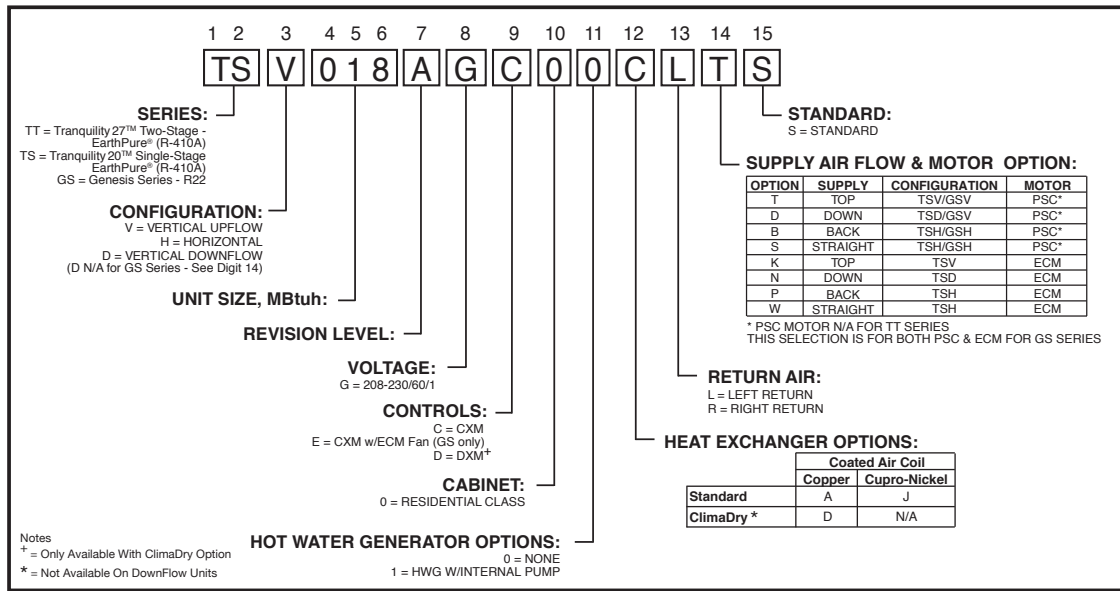 1 2 3 4 5 6 7 8 9 10 11 12 13 14 15
TS V 0 1 8 A G C 0 0 C L T S
SERIES:
TT = Tranquility 27™ Two-Stage -
EarthPure® (R-410A)
TS = Tranquility 20™ Single-Stage
EarthPure® (R-410A)
GS = Genesis Series - R22
CONFIGURATION:
V = VERTICAL UPFLOW
H = HORIZONTAL
D = VERTICAL DOWNFLOW
(D N/A for GS Series - See Digit 14)
UNIT SIZE, MBtuh:
REVISION LEVEL:
VOLTAGE:
G = 208-230/60/1
CONTROLS:
C = CXM
E = CXM w/ECM Fan (GS only)
D = DXM+
CABINET:
0 = RESIDENTIAL CLASS
HOT WATER GENERATOR OPTIONS:
0 = NONE
1 = HWG W/INTERNAL PUMP
Notes
+ = Only Available With ClimaDry Option
* = Not Available On DownFlow Units
STANDARD:
S = STANDARD
SUPPLY AIR FLOW & MOTOR OPTION:
OPTION SUPPLY CONFIGURATION MOTOR
T TOP TSV/GSV PSC*
D DOWN TSD/GSV PSC*
B BACK TSH/GSH PSC*
S STRAIGHT TSH/GSH PSC*
K TOP TSV ECM
N DOWN TSD ECM
P BACK TSH ECM
W STRAIGHT TSH ECM
* PSC MOTOR N/A FOR TT SERIES
THIS SELECTION IS FOR BOTH PSC & ECM FOR GS SERIES
RETURN AIR:
L = LEFT RETURN
R = RIGHT RETURN
HEAT EXCHANGER OPTIONS:
Coated Air Coil
Copper Cupro-Nickel
Standard A J
ClimaDry * D N/A